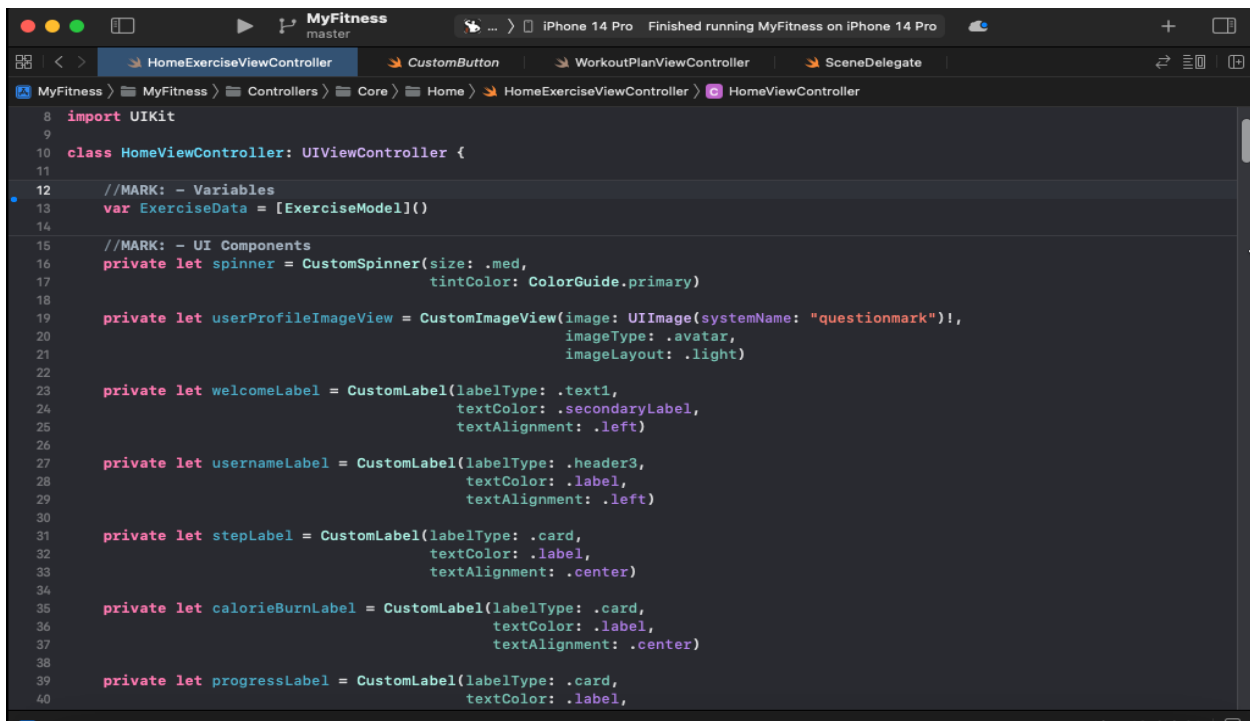 MyFitness
master
... 〉 iPhone 14 Pro Finished running MyFitness on iPhone 14 Pro
HomeExerciseViewController CustomButton WorkoutPlanViewController SceneDelegate
MyFitness 〉 MyFitness 〉 Controllers 〉 Core 〉 Home 〉 HomeExerciseViewController 〉 C HomeViewController
8 import UIKit
9
10 class HomeViewController: UIViewController {
11
12 //MARK: - Variables
13 var ExerciseData = [ExerciseModel]()
14
15 //MARK: - UI Components
16 private let spinner = CustomSpinner(size: .med,
17 tintColor: ColorGuide.primary)
18
19 private let userProfileImageView = CustomImageView(image: UIImage(systemName: "questionmark")!,
20 imageType: .avatar,
21 imageLayout: .light)
22
23 private let welcomeLabel = CustomLabel(labelType: .text1,
24 textColor: .secondaryLabel,
25 textAlignment: .left)
26
27 private let usernameLabel = CustomLabel(labelType: .header3,
28 textColor: .label,
29 textAlignment: .left)
30
31 private let stepLabel = CustomLabel(labelType: .card,
32 textColor: .label,
33 textAlignment: .center)
34
35 private let calorieBurnLabel = CustomLabel(labelType: .card,
36 textColor: .label,
37 textAlignment: .center)
38
39 private let progressLabel = CustomLabel(labelType: .card,
40 textColor: .label,